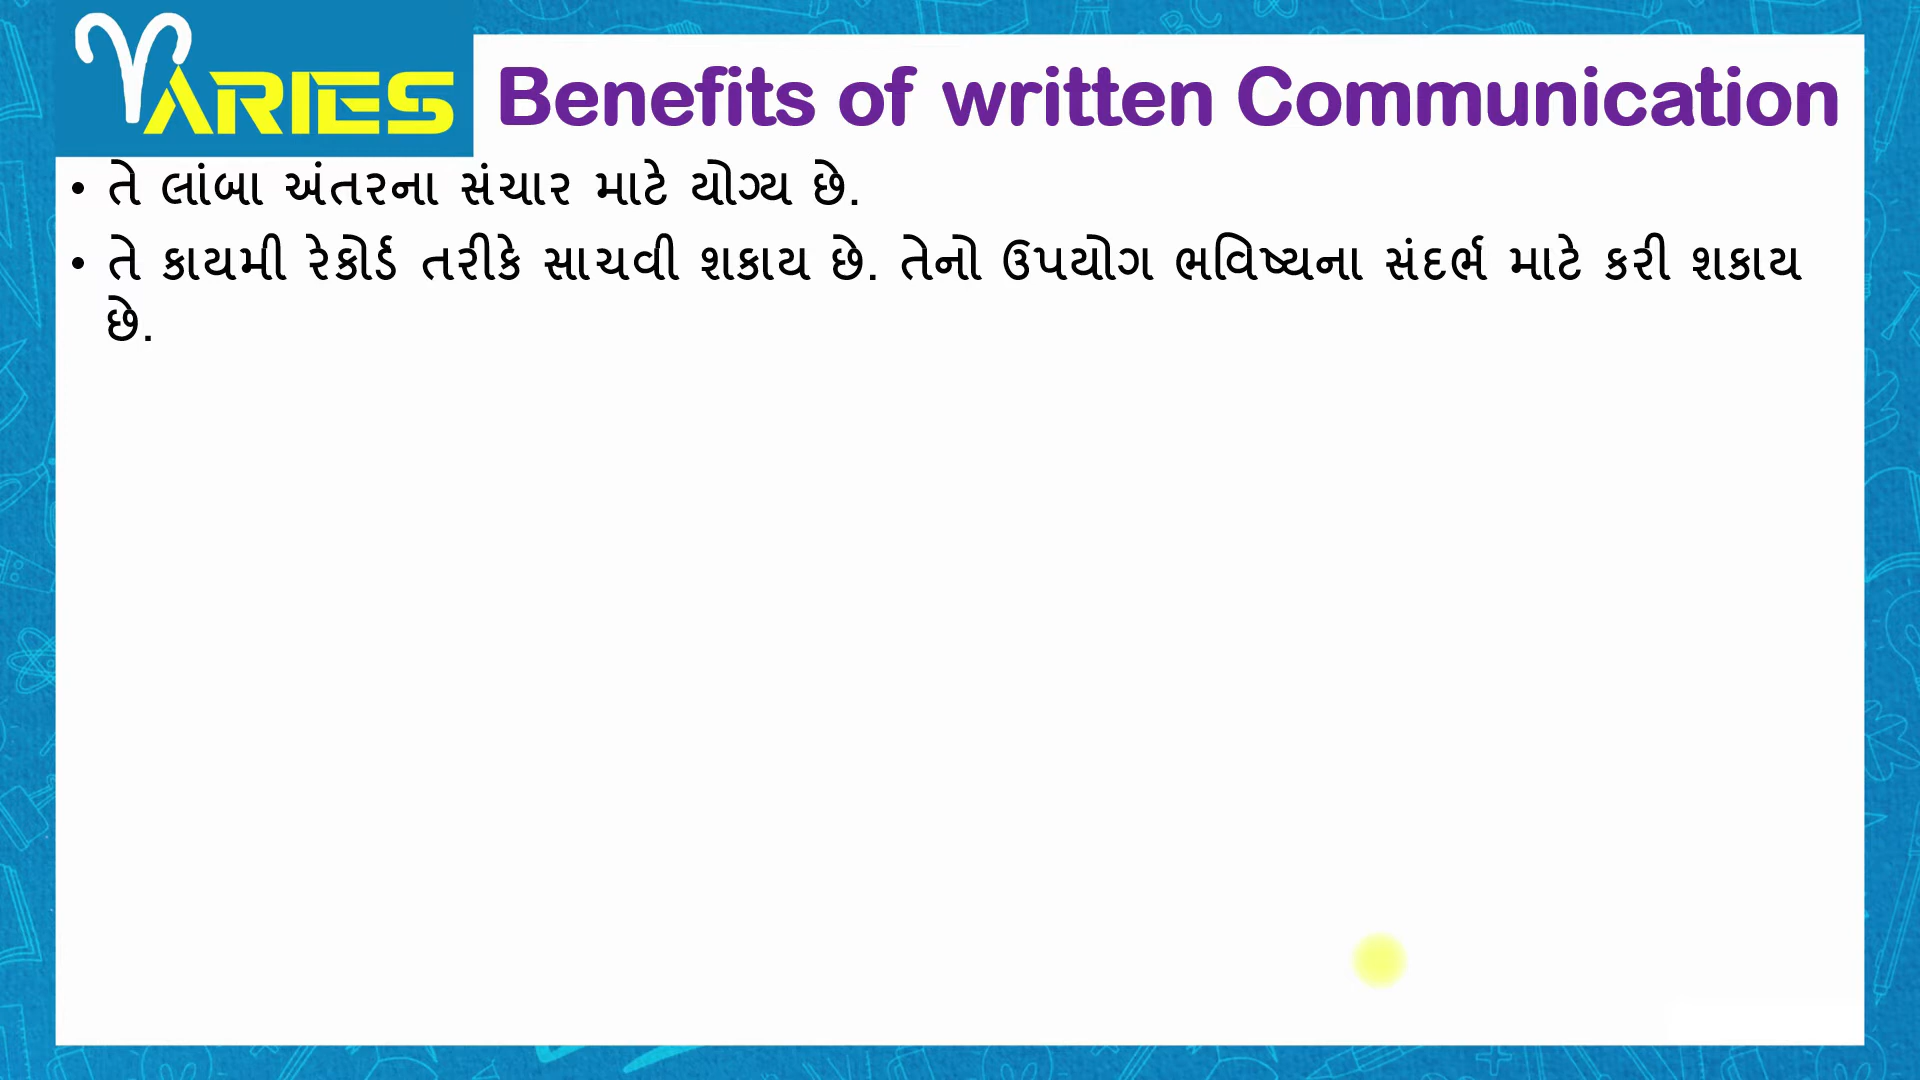 ARIES
Benefits of written Communication
• તે લાંબા અંતરના સંચાર માટે યોગ્ય છે.
• તે કાયમી રેકોર્ડ તરીકે સાચવી શકાય છે. તેનો ઉપયોગ ભવિષ્યના સંદર્ભ માટે કરી શકાય
છે.